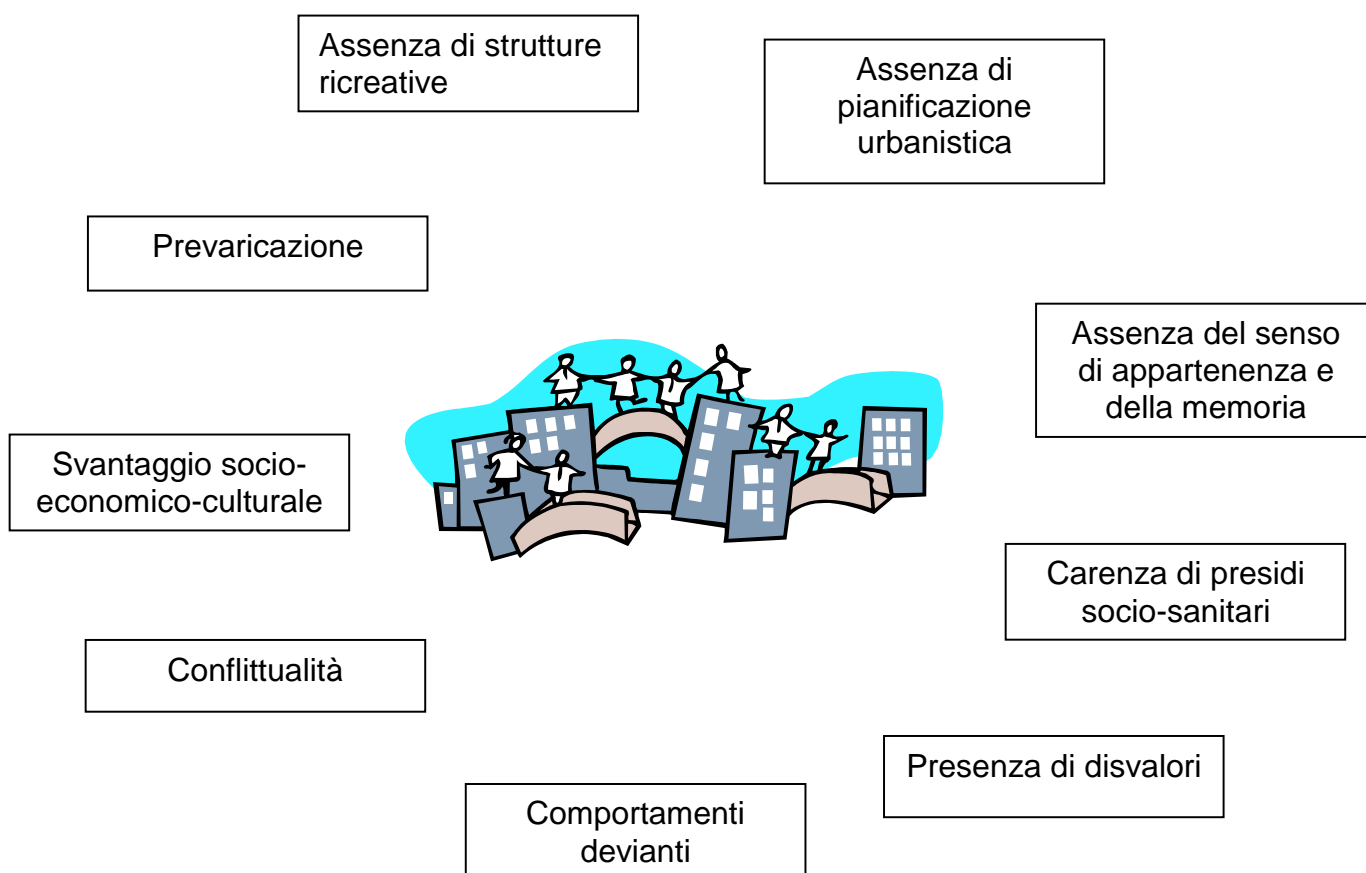 Assenza di strutture
ricreative
Assenza di
pianificazione
urbanistica
Prevaricazione
Assenza del senso
di appartenenza e
della memoria
Svantaggio socio-
economico-culturale
Carenza di presidi
socio-sanitari
Conflittualità
Presenza di disvalori
Comportamenti
devianti